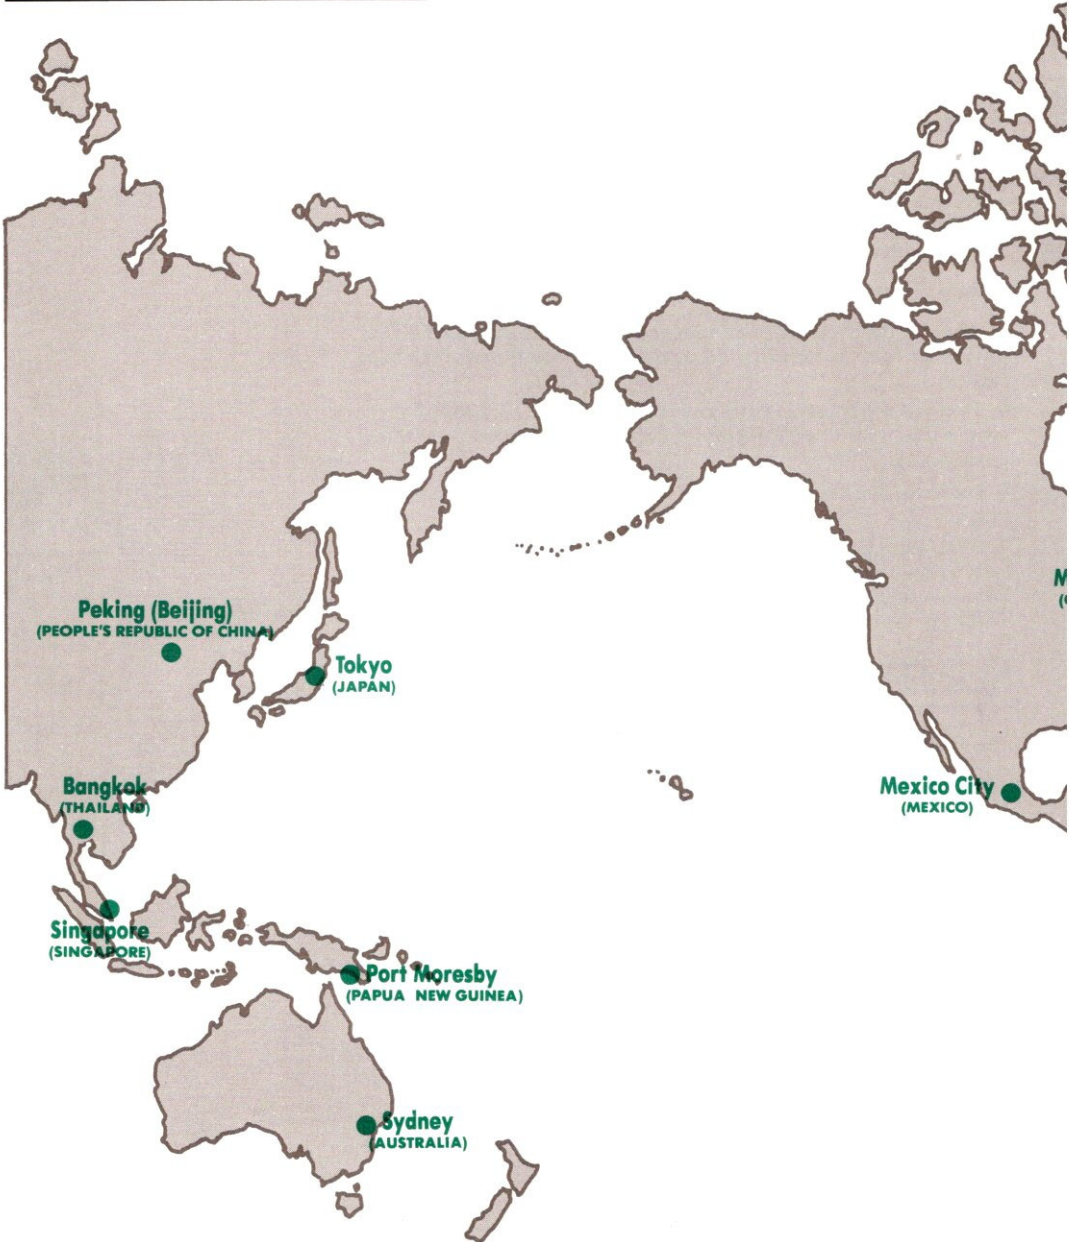 Peking (Beijing)
(PEOPLE'S REPUBLIC OF CHINA)
Tokyo
(JAPAN)
Bangkok
(THAILAND)
Mexico City
(MEXICO)
Singapore
(SINGAPORE)
Port Moresby
(PAPUA NEW GUINEA)
Sydney
(AUSTRALIA)